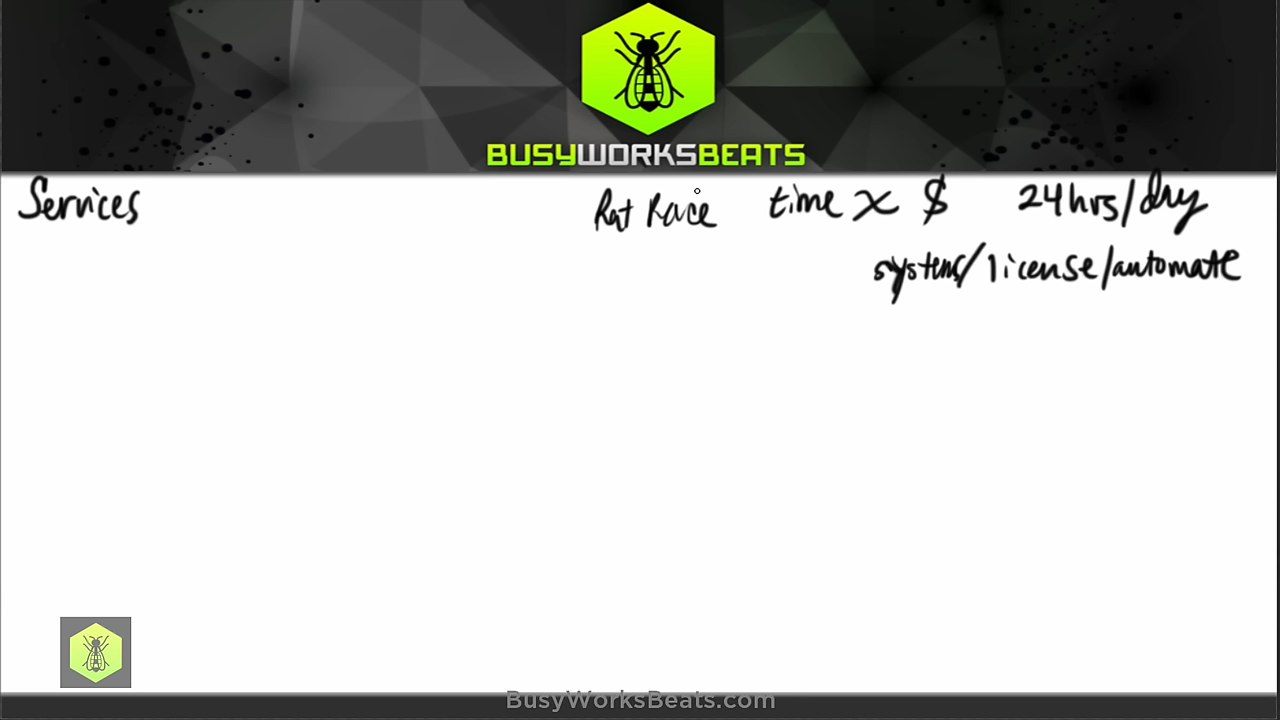 BUSYWORKSBEATS
Services Rat Race time x $ 24hrs/day
systems/license/automate
BusyWorksBeats.com